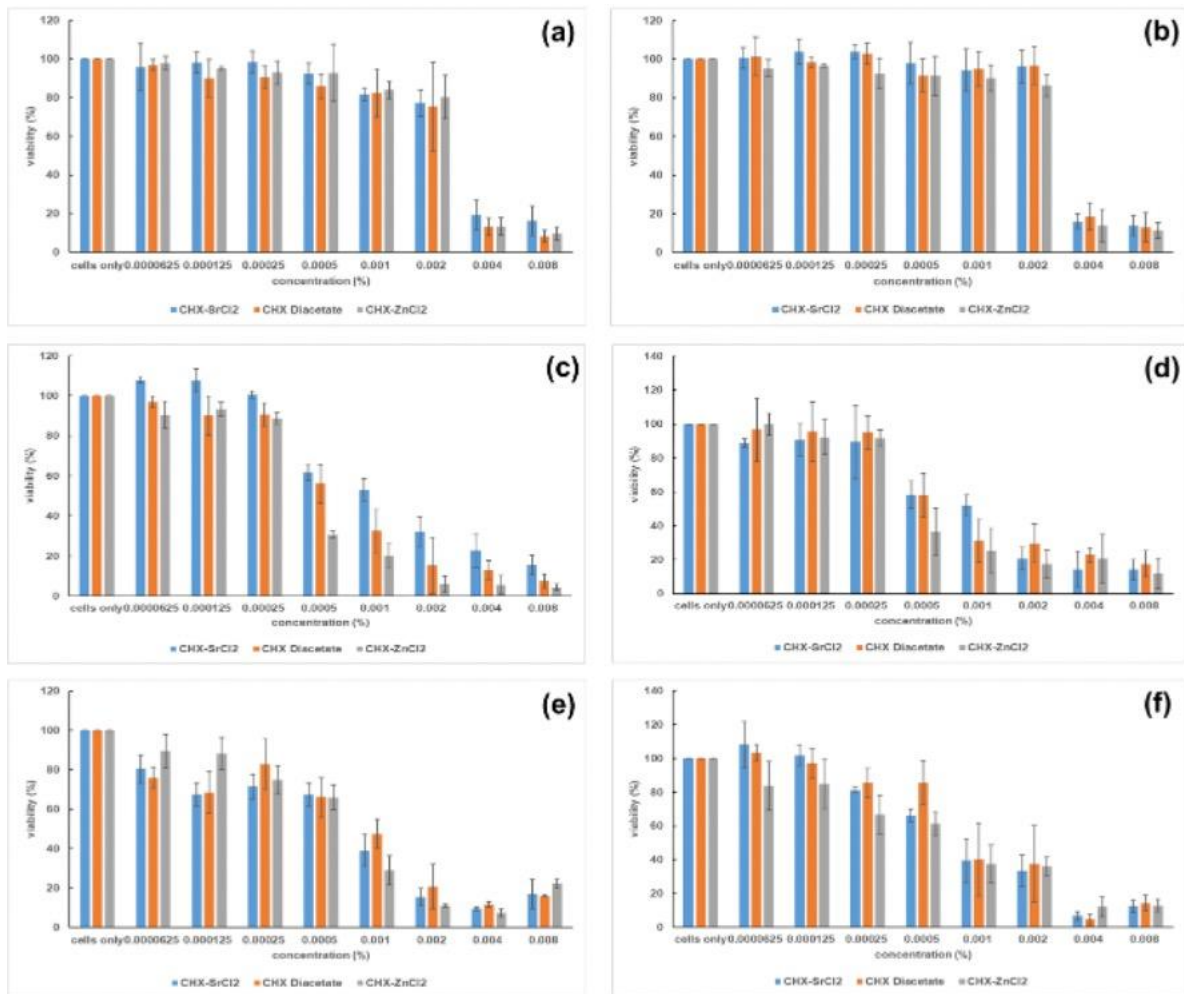 (a)
120
100
80
60
40
20
0
viability (%)
cells only 0.0000625 0.000125 0.00025 0.0005 0.001 0.002 0.004 0.008
concentration (%)
CHX-SrCl2 CHX Diacetate CHX-ZnCl2
(b)
120
100
80
60
40
20
0
viability (%)
cells only 0.0000625 0.000125 0.00025 0.0005 0.001 0.002 0.004 0.008
concentration (%)
CHX-SrCl2 CHX Diacetate CHX-ZnCl2
(c)
120
100
80
60
40
20
0
viability (%)
cells only 0.0000625 0.000125 0.00025 0.0005 0.001 0.002 0.004 0.008
concentration (%)
CHX-SrCl2 CHX Diacetate CHX-ZnCl2
(d)
140
120
100
80
60
40
20
0
viability (%)
cells only 0.0000625 0.000125 0.00025 0.0005 0.001 0.002 0.004 0.008
concentration (%)
CHX-SrCl2 CHX Diacetate CHX-ZnCl2
(e)
120
100
80
60
40
20
0
viability (%)
cells only 0.0000625 0.000125 0.00025 0.0005 0.001 0.002 0.004 0.008
concentration (%)
CHX-SrCl2 CHX Diacetate CHX-ZnCl2
(f)
140
120
100
80
60
40
20
0
viability (%)
cells only 0.0000625 0.000125 0.00025 0.0005 0.001 0.002 0.004 0.008
concentration (%)
CHX-SrCl2 CHX Diacetate CHX-ZnCl2